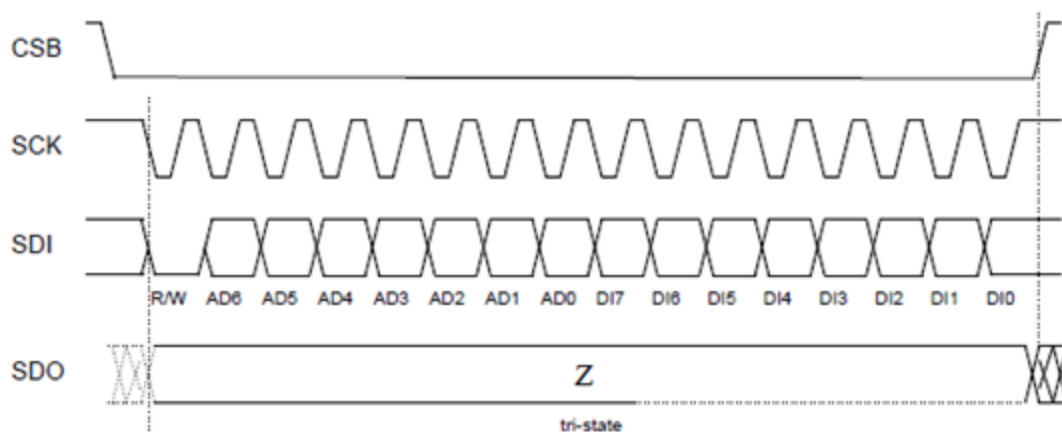 CSB
SCK
SDI
R/W AD6 AD5 AD4 AD3 AD2 AD1 AD0 DI7 DI6 DI5 DI4 DI3 DI2 DI1 DI0
SDO Z
tri-state